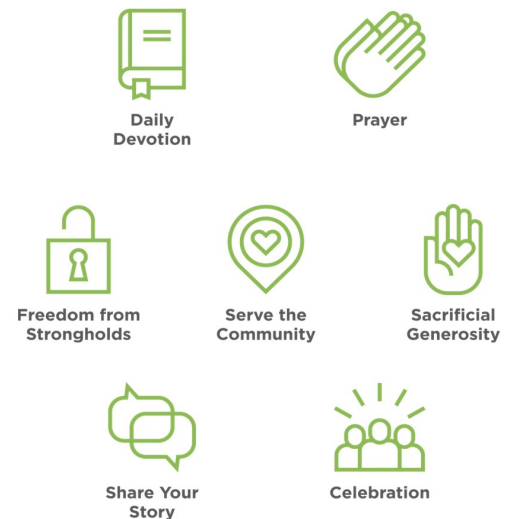 Daily
Devotion
Prayer
Freedom from
Strongholds
Serve the
Community
Sacrificial
Generosity
Share Your
Story
Celebration